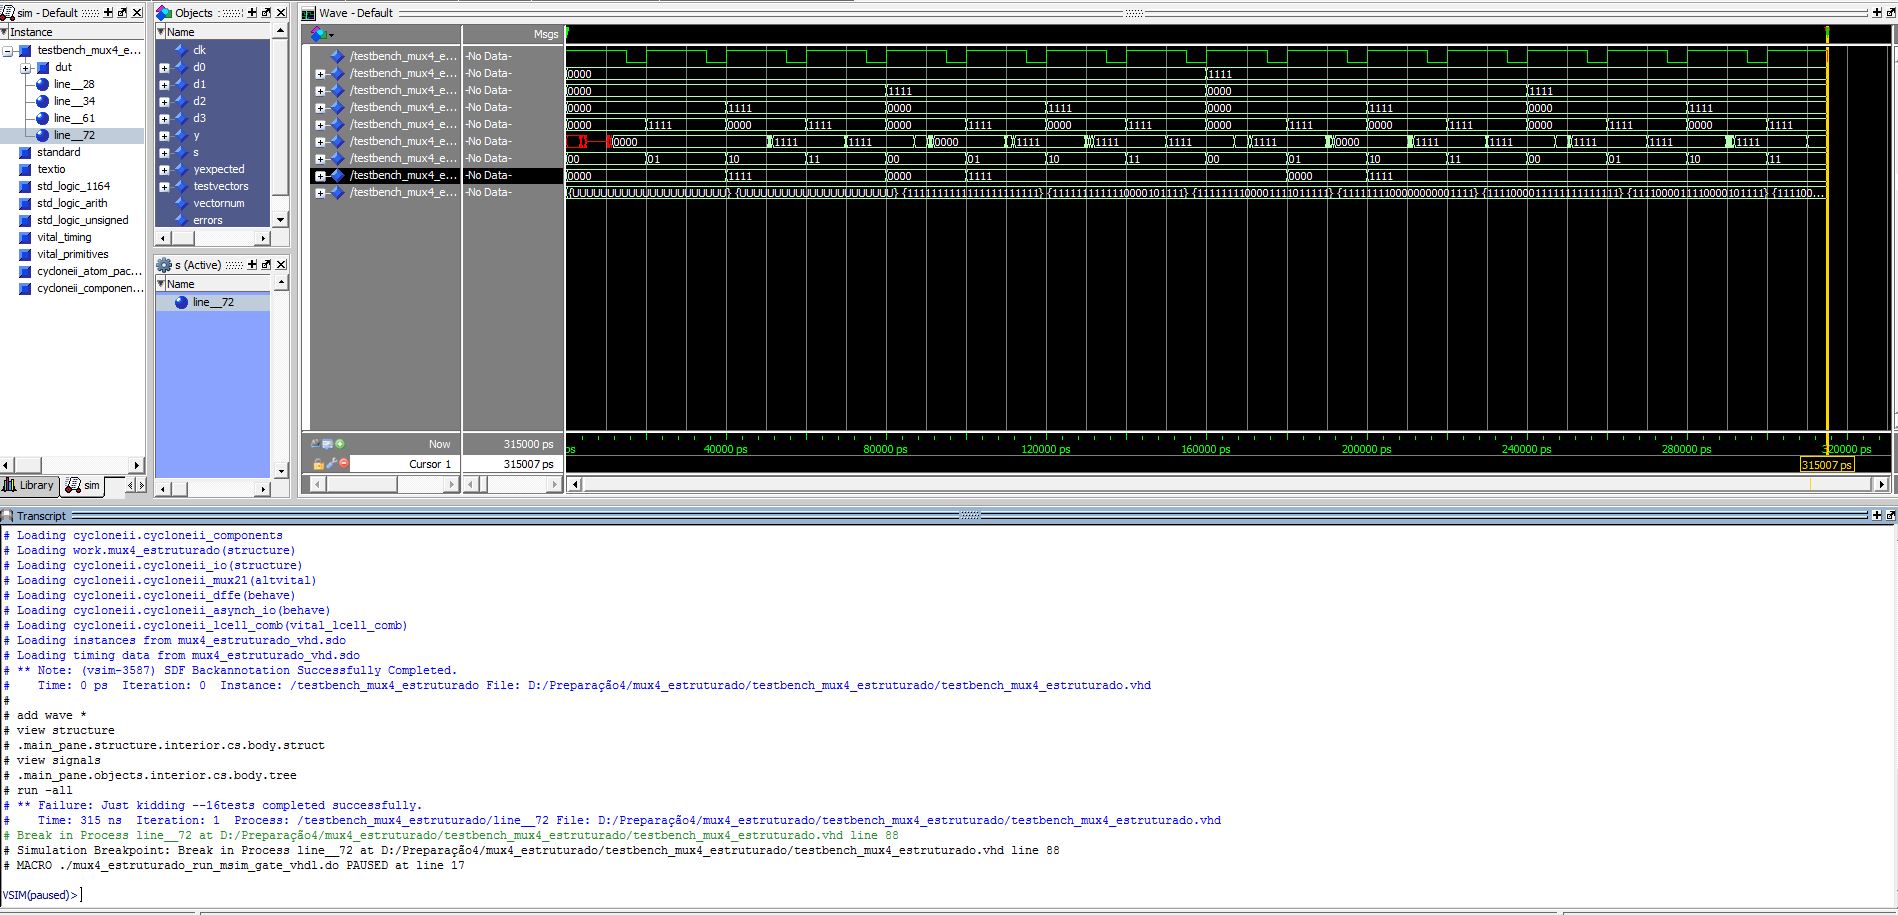 sim - Default
Instance
testbench_mux4_e...
dut
line__28
line__34
line__61
line__72
standard
textio
std_logic_1164
std_logic_arith
std_logic_unsigned
vital_timing
vital_primitives
cycloneii_atom_pac...
cycloneii_componen...
Library
sim
Objects
Name
clk
d0
d1
d2
d3
y
s
yexpected
testvectors
vectornum
errors
s (Active)
Name
line__72
Wave - Default
Msgs
/testbench_mux4_e... -No Data-
/testbench_mux4_e... -No Data- 0000 1111
/testbench_mux4_e... -No Data- 0000 1111 0000 1111
/testbench_mux4_e... -No Data- 0000 1111 0000 1111 0000 1111 0000 1111
/testbench_mux4_e... -No Data- 0000 1111 0000 1111 0000 1111 0000 1111 0000 1111 0000 1111 0000 1111 0000 1111
/testbench_mux4_e... -No Data- 0000 1111 1111 0000 1111 1111 1111 1111 0000 1111 1111 1111 1111 1111
/testbench_mux4_e... -No Data- 00 01 10 11 00 01 10 11 00 01 10 11 00 01 10 11
/testbench_mux4_e... -No Data- 0000 1111 0000 1111 0000 1111
/testbench_mux4_e... -No Data-
Now 315000 ps
Cursor 1 315007 ps
ps 40000 ps 80000 ps 120000 ps 160000 ps 200000 ps 240000 ps 280000 ps 320000 ps
315007 ps
Transcript
# Loading cycloneii.cycloneii_components
# Loading work.mux4_estruturado(structure)
# Loading cycloneii.cycloneii_io(structure)
# Loading cycloneii.cycloneii_mux21(altvital)
# Loading cycloneii.cycloneii_dffe(behave)
# Loading cycloneii.cycloneii_asynch_io(behave)
# Loading cycloneii.cycloneii_lcell_comb(vital_lcell_comb)
# Loading instances from mux4_estruturado_vhd.sdo
# Loading timing data from mux4_estruturado_vhd.sdo
# ** Note: (vsim-3587) SDF Backannotation Successfully Completed.
#    Time: 0 ps  Iteration: 0  Instance: /testbench_mux4_estruturado File: D:/Preparação4/mux4_estruturado/testbench_mux4_estruturado/testbench_mux4_estruturado.vhd
#
# add wave *
# view structure
# .main_pane.structure.interior.cs.body.struct
# view signals
# .main_pane.objects.interior.cs.body.tree
# run -all
# ** Failure: Just kidding --16tests completed successfully.
#    Time: 315 ns  Iteration: 1  Process: /testbench_mux4_estruturado/line__72 File: D:/Preparação4/mux4_estruturado/testbench_mux4_estruturado/testbench_mux4_estruturado.vhd
# Break in Process line__72 at D:/Preparação4/mux4_estruturado/testbench_mux4_estruturado/testbench_mux4_estruturado.vhd line 88
# Simulation Breakpoint: Break in Process line__72 at D:/Preparação4/mux4_estruturado/testbench_mux4_estruturado/testbench_mux4_estruturado.vhd line 88
# MACRO ./mux4_estruturado_run_msim_gate_vhdl.do PAUSED at line 17
VSIM(paused)>